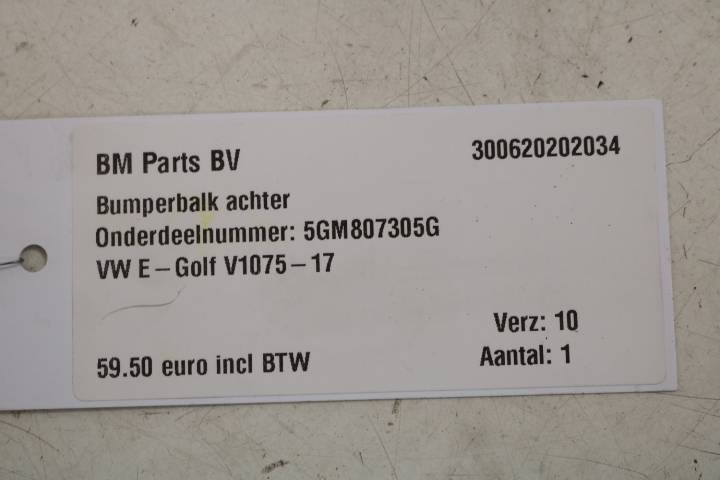 BM Parts BV 300620202034
Bumperbalk achter
Onderdeelnummer: 5GM807305G
VW E-Golf V1075-17
Verz: 10
59.50 euro incl BTW Aantal: 1